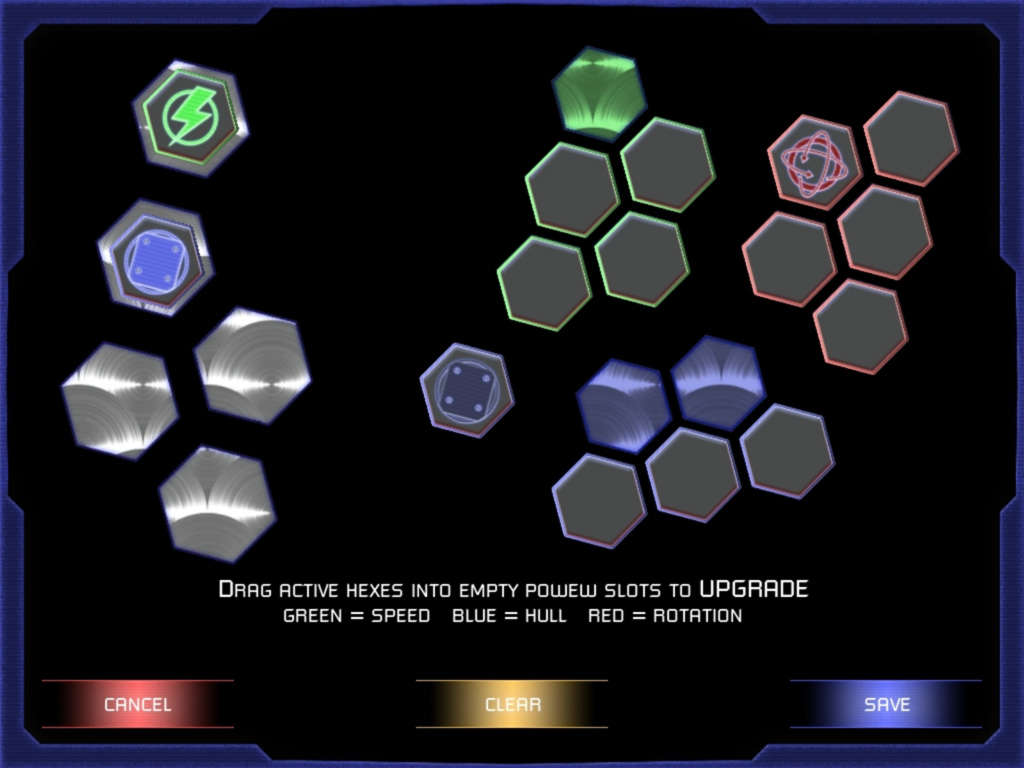 Drag active hexes into empty powew slots to UPGRADE
GREEN = SPEED BLUE = HULL RED = ROTATION
CANCEL CLEAR SAVE